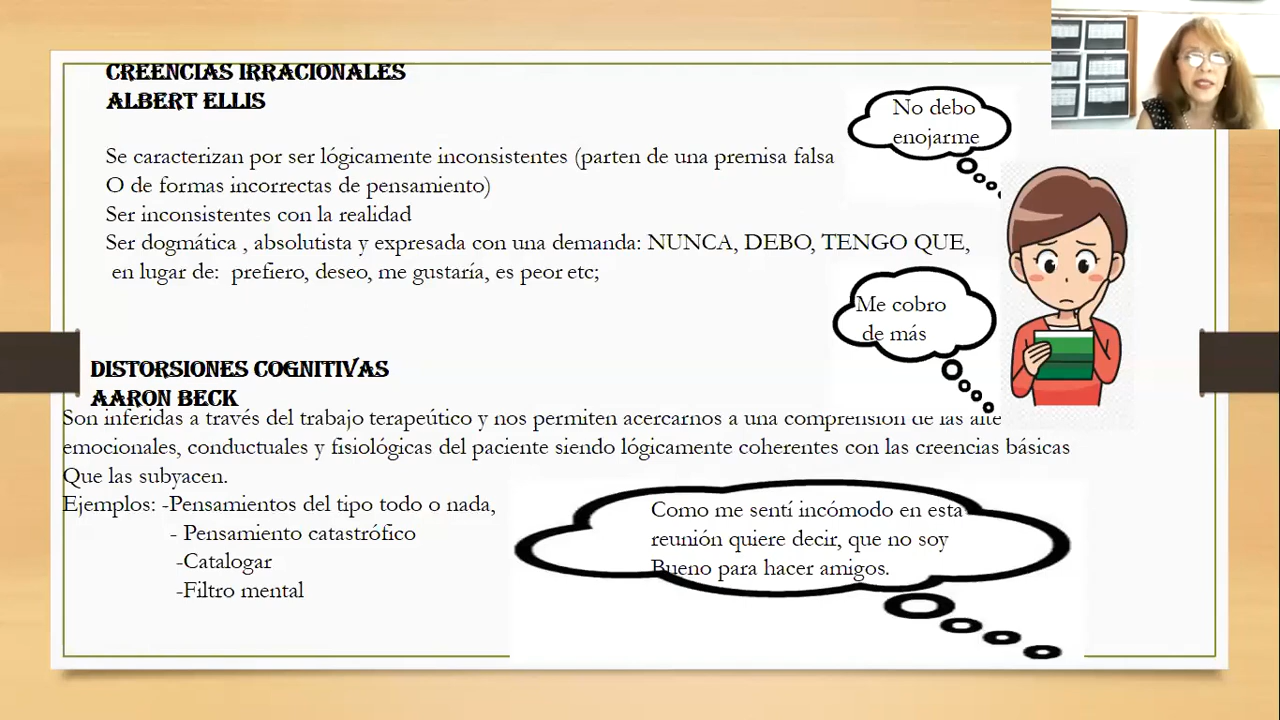 CREENCIAS IRRACIONALES
ALBERT ELLIS
No debo
enojarme
Se caracterizan por ser lógicamente inconsistentes (parten de una premisa falsa
O de formas incorrectas de pensamiento)
Ser inconsistentes con la realidad
Ser dogmática , absolutista y expresada con una demanda: NUNCA, DEBO, TENGO QUE,
en lugar de: prefiero, deseo, me gustaría, es peor etc;
Me cobro
de más
DISTORSIONES COGNITIVAS
AARON BECK
Son inferidas a través del trabajo terapeútico y nos permiten acercarnos a una comprensión de las
emocionales, conductuales y fisiológicas del paciente siendo lógicamente coherentes con las creencias básicas
Que las subyacen.
Ejemplos: -Pensamientos del tipo todo o nada,
- Pensamiento catastrófico
-Catalogar
-Filtro mental
Como me sentí incómodo en esta
reunión quiere decir, que no soy
Bueno para hacer amigos.